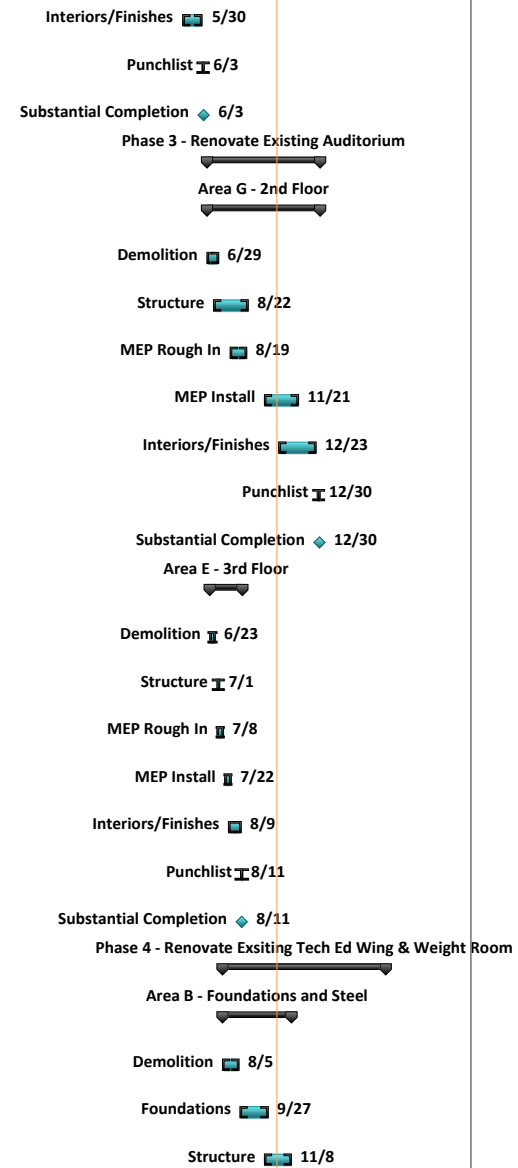 Interiors/Finishes 5/30
Punchlist 6/3
Substantial Completion 6/3
Phase 3 - Renovate Existing Auditorium
Area G - 2nd Floor
Demolition 6/29
Structure 8/22
MEP Rough In 8/19
MEP Install 11/21
Interiors/Finishes 12/23
Punchlist 12/30
Substantial Completion 12/30
Area E - 3rd Floor
Demolition 6/23
Structure 7/1
MEP Rough In 7/8
MEP Install 7/22
Interiors/Finishes 8/9
Punchlist 8/11
Substantial Completion 8/11
Phase 4 - Renovate Exsiting Tech Ed Wing & Weight Room
Area B - Foundations and Steel
Demolition 8/5
Foundations 9/27
Structure 11/8